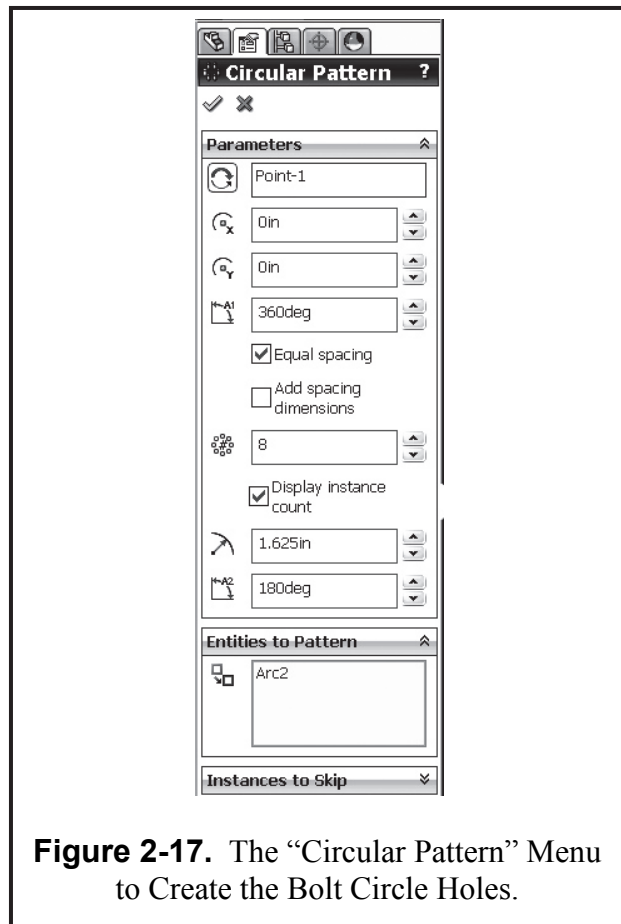 Circular Pattern ?
Parameters
Point-1
X
0in
Y
0in
A1
360deg
Equal spacing
Add spacing
dimensions
#
8
Display instance
count
1.625in
A2
180deg
Entities to Pattern
Arc2
Instances to Skip
Figure 2-17. The “Circular Pattern” Menu
to Create the Bolt Circle Holes.